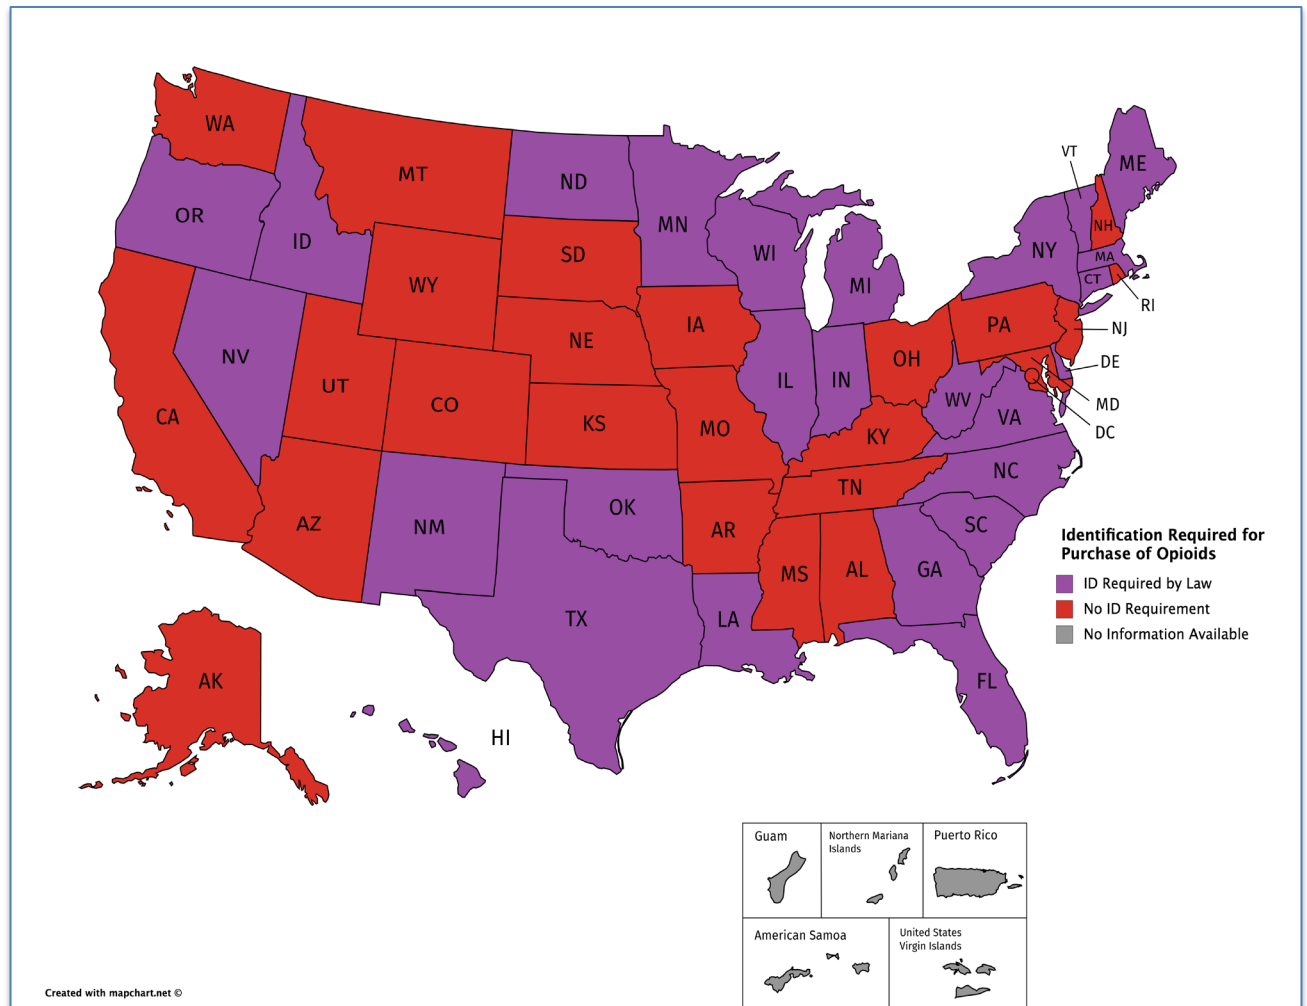 WA
MT
ND
MN
ME
VT
OR
ID
SD
WI
NY
NH
MA
CT
RI
WY
MI
IA
PA
NJ
NE
OH
DE
NV
UT
CO
IL
IN
WV
MD
DC
CA
KS
MO
KY
VA
NC
TN
AZ
NM
OK
AR
SC
MS
AL
GA
TX
LA
FL
AK
HI
Identification Required for
Purchase of Opioids
ID Required by Law
No ID Requirement
No Information Available
Guam
Northern Mariana
Islands
Puerto Rico
American Samoa
United States
Virgin Islands
Created with mapchart.net ©